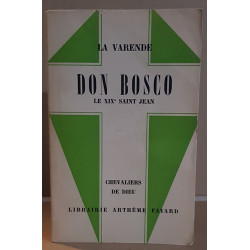 LA VARENDE
DON BOSCO
LE XIXe SAINT JEAN
CHEVALIERS
DE DIEU
LIBRAIRIE ARTHÈME FAYARD